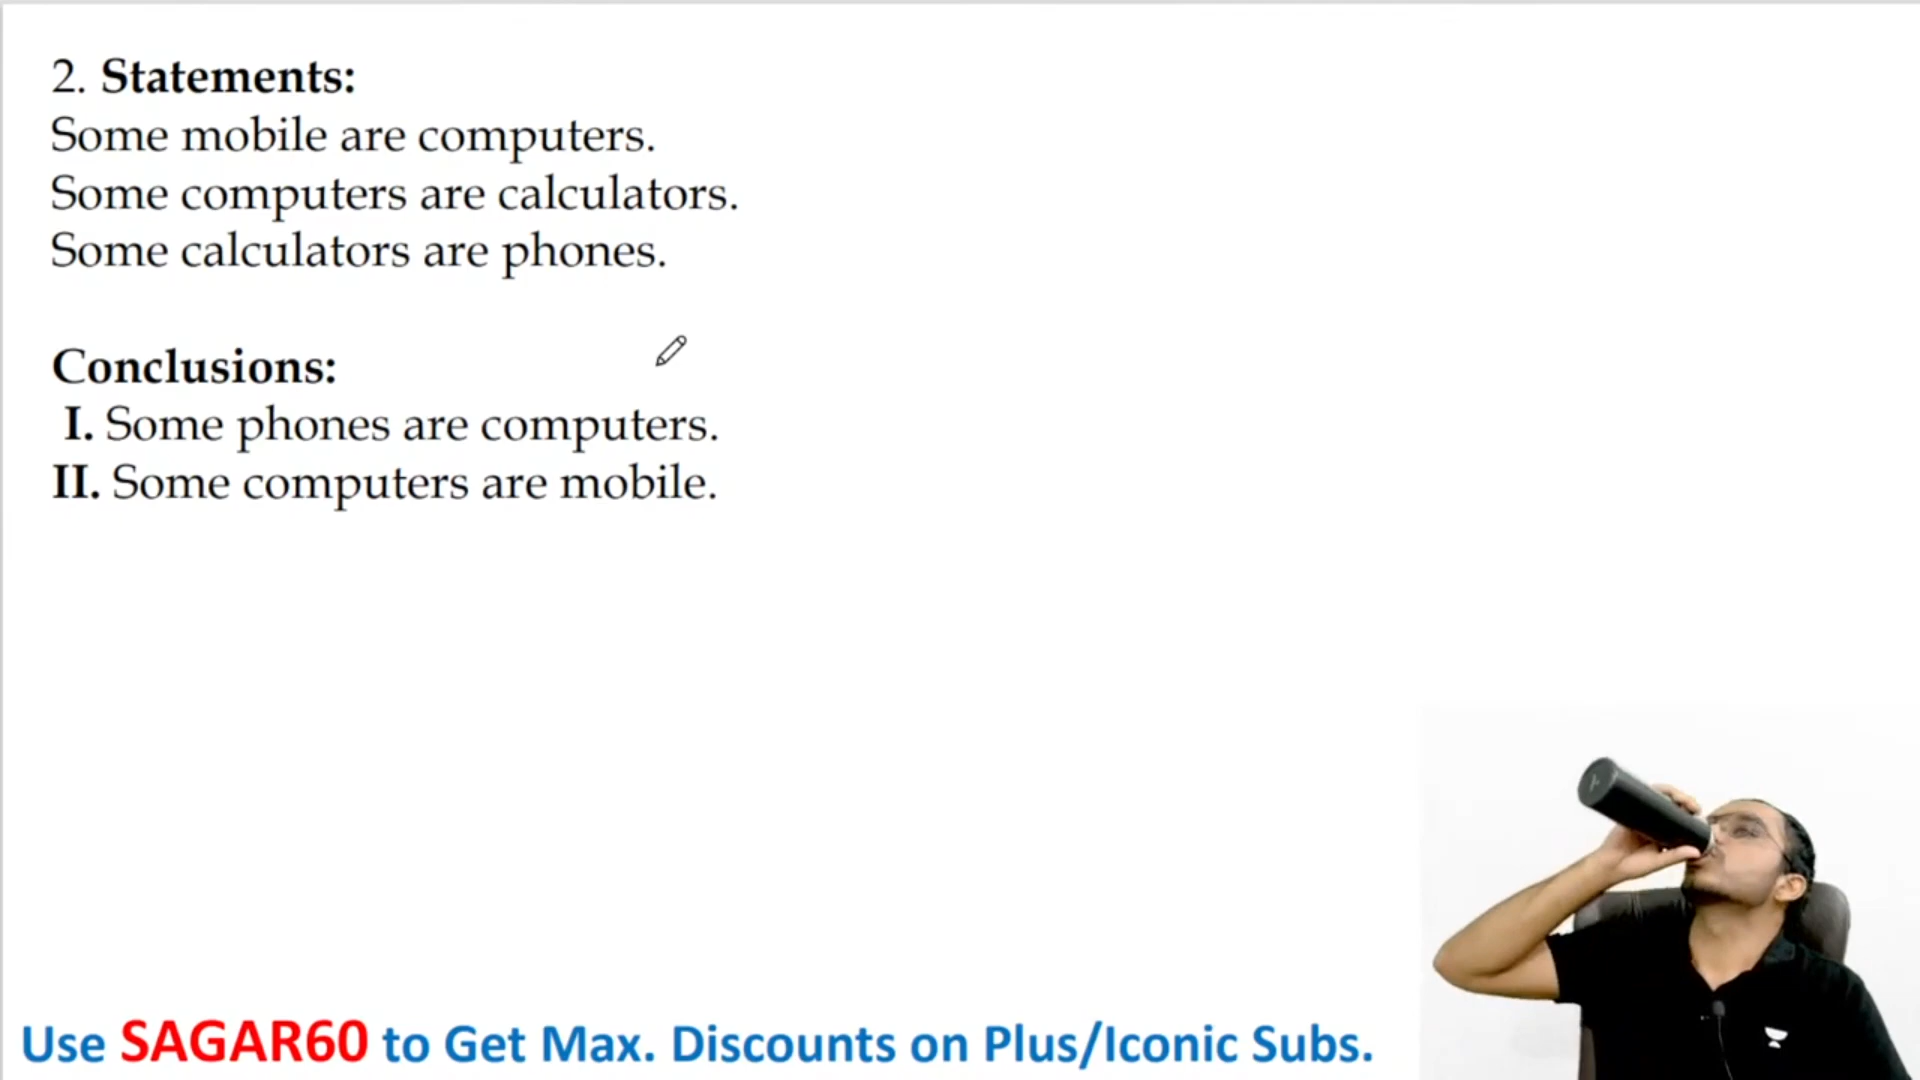 2. Statements:
Some mobile are computers.
Some computers are calculators.
Some calculators are phones.
Conclusions:
I. Some phones are computers.
II. Some computers are mobile.
Use SAGAR60 to Get Max. Discounts on Plus/Iconic Subs.